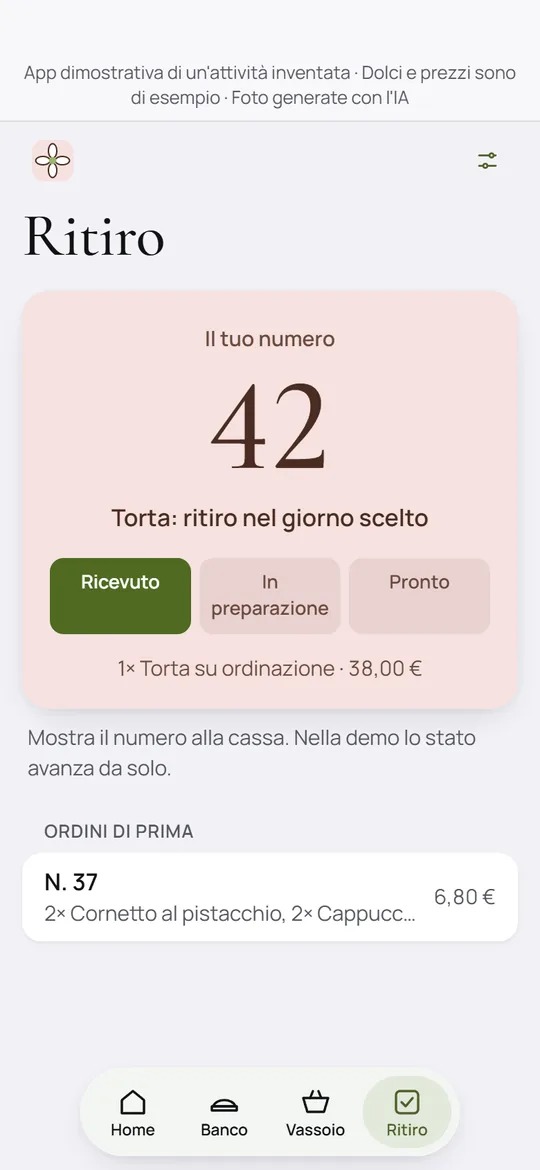 App dimostrativa di un'attività inventata · Dolci e prezzi sono
di esempio · Foto generate con l'IA
Ritiro
Il tuo numero
42
Torta: ritiro nel giorno scelto
Ricevuto
In
preparazione
Pronto
1× Torta su ordinazione · 38,00 €
Mostra il numero alla cassa. Nella demo lo stato
avanza da solo.
ORDINI DI PRIMA
N. 37
2× Cornetto al pistacchio, 2× Cappucc...
6,80 €
Home
Banco
Vassoio
Ritiro